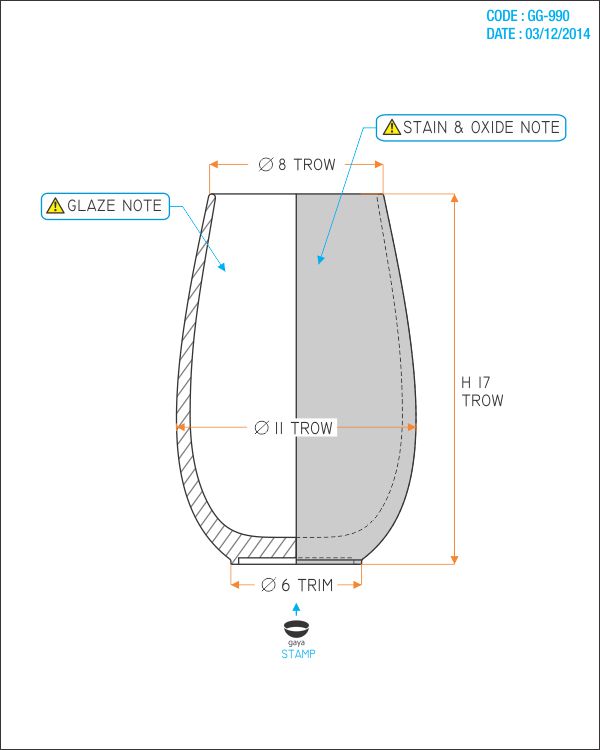 CODE : GG-990
DATE : 03/12/2014
STAIN & OXIDE NOTE
Ø 8 TROW
GLAZE NOTE
H 17
TROW
Ø 11 TROW
Ø 6 TRIM
gaya
STAMP